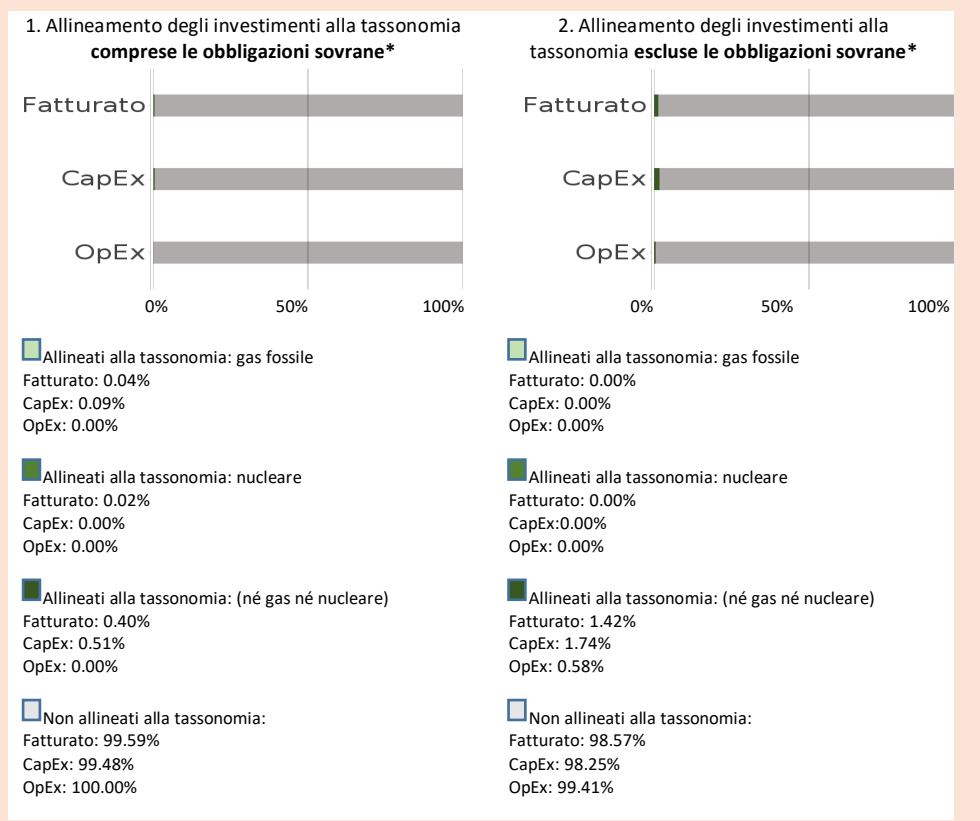 1. Allineamento degli investimenti alla tassonomia
comprese le obbligazioni sovrane*
Fatturato
CapEx
OpEx
0% 50% 100%
Allineati alla tassonomia: gas fossile
Fatturato: 0.04%
CapEx: 0.09%
OpEx: 0.00%
Allineati alla tassonomia: nucleare
Fatturato: 0.02%
CapEx: 0.00%
OpEx: 0.00%
Allineati alla tassonomia: (né gas né nucleare)
Fatturato: 0.40%
CapEx: 0.51%
OpEx: 0.00%
Non allineati alla tassonomia:
Fatturato: 99.59%
CapEx: 99.48%
OpEx: 100.00%
2. Allineamento degli investimenti alla
tassonomia escluse le obbligazioni sovrane*
Fatturato
CapEx
OpEx
0% 50% 100%
Allineati alla tassonomia: gas fossile
Fatturato: 0.00%
CapEx: 0.00%
OpEx: 0.00%
Allineati alla tassonomia: nucleare
Fatturato: 0.00%
CapEx:0.00%
OpEx: 0.00%
Allineati alla tassonomia: (né gas né nucleare)
Fatturato: 1.42%
CapEx: 1.74%
OpEx: 0.58%
Non allineati alla tassonomia:
Fatturato: 98.57%
CapEx: 98.25%
OpEx: 99.41%